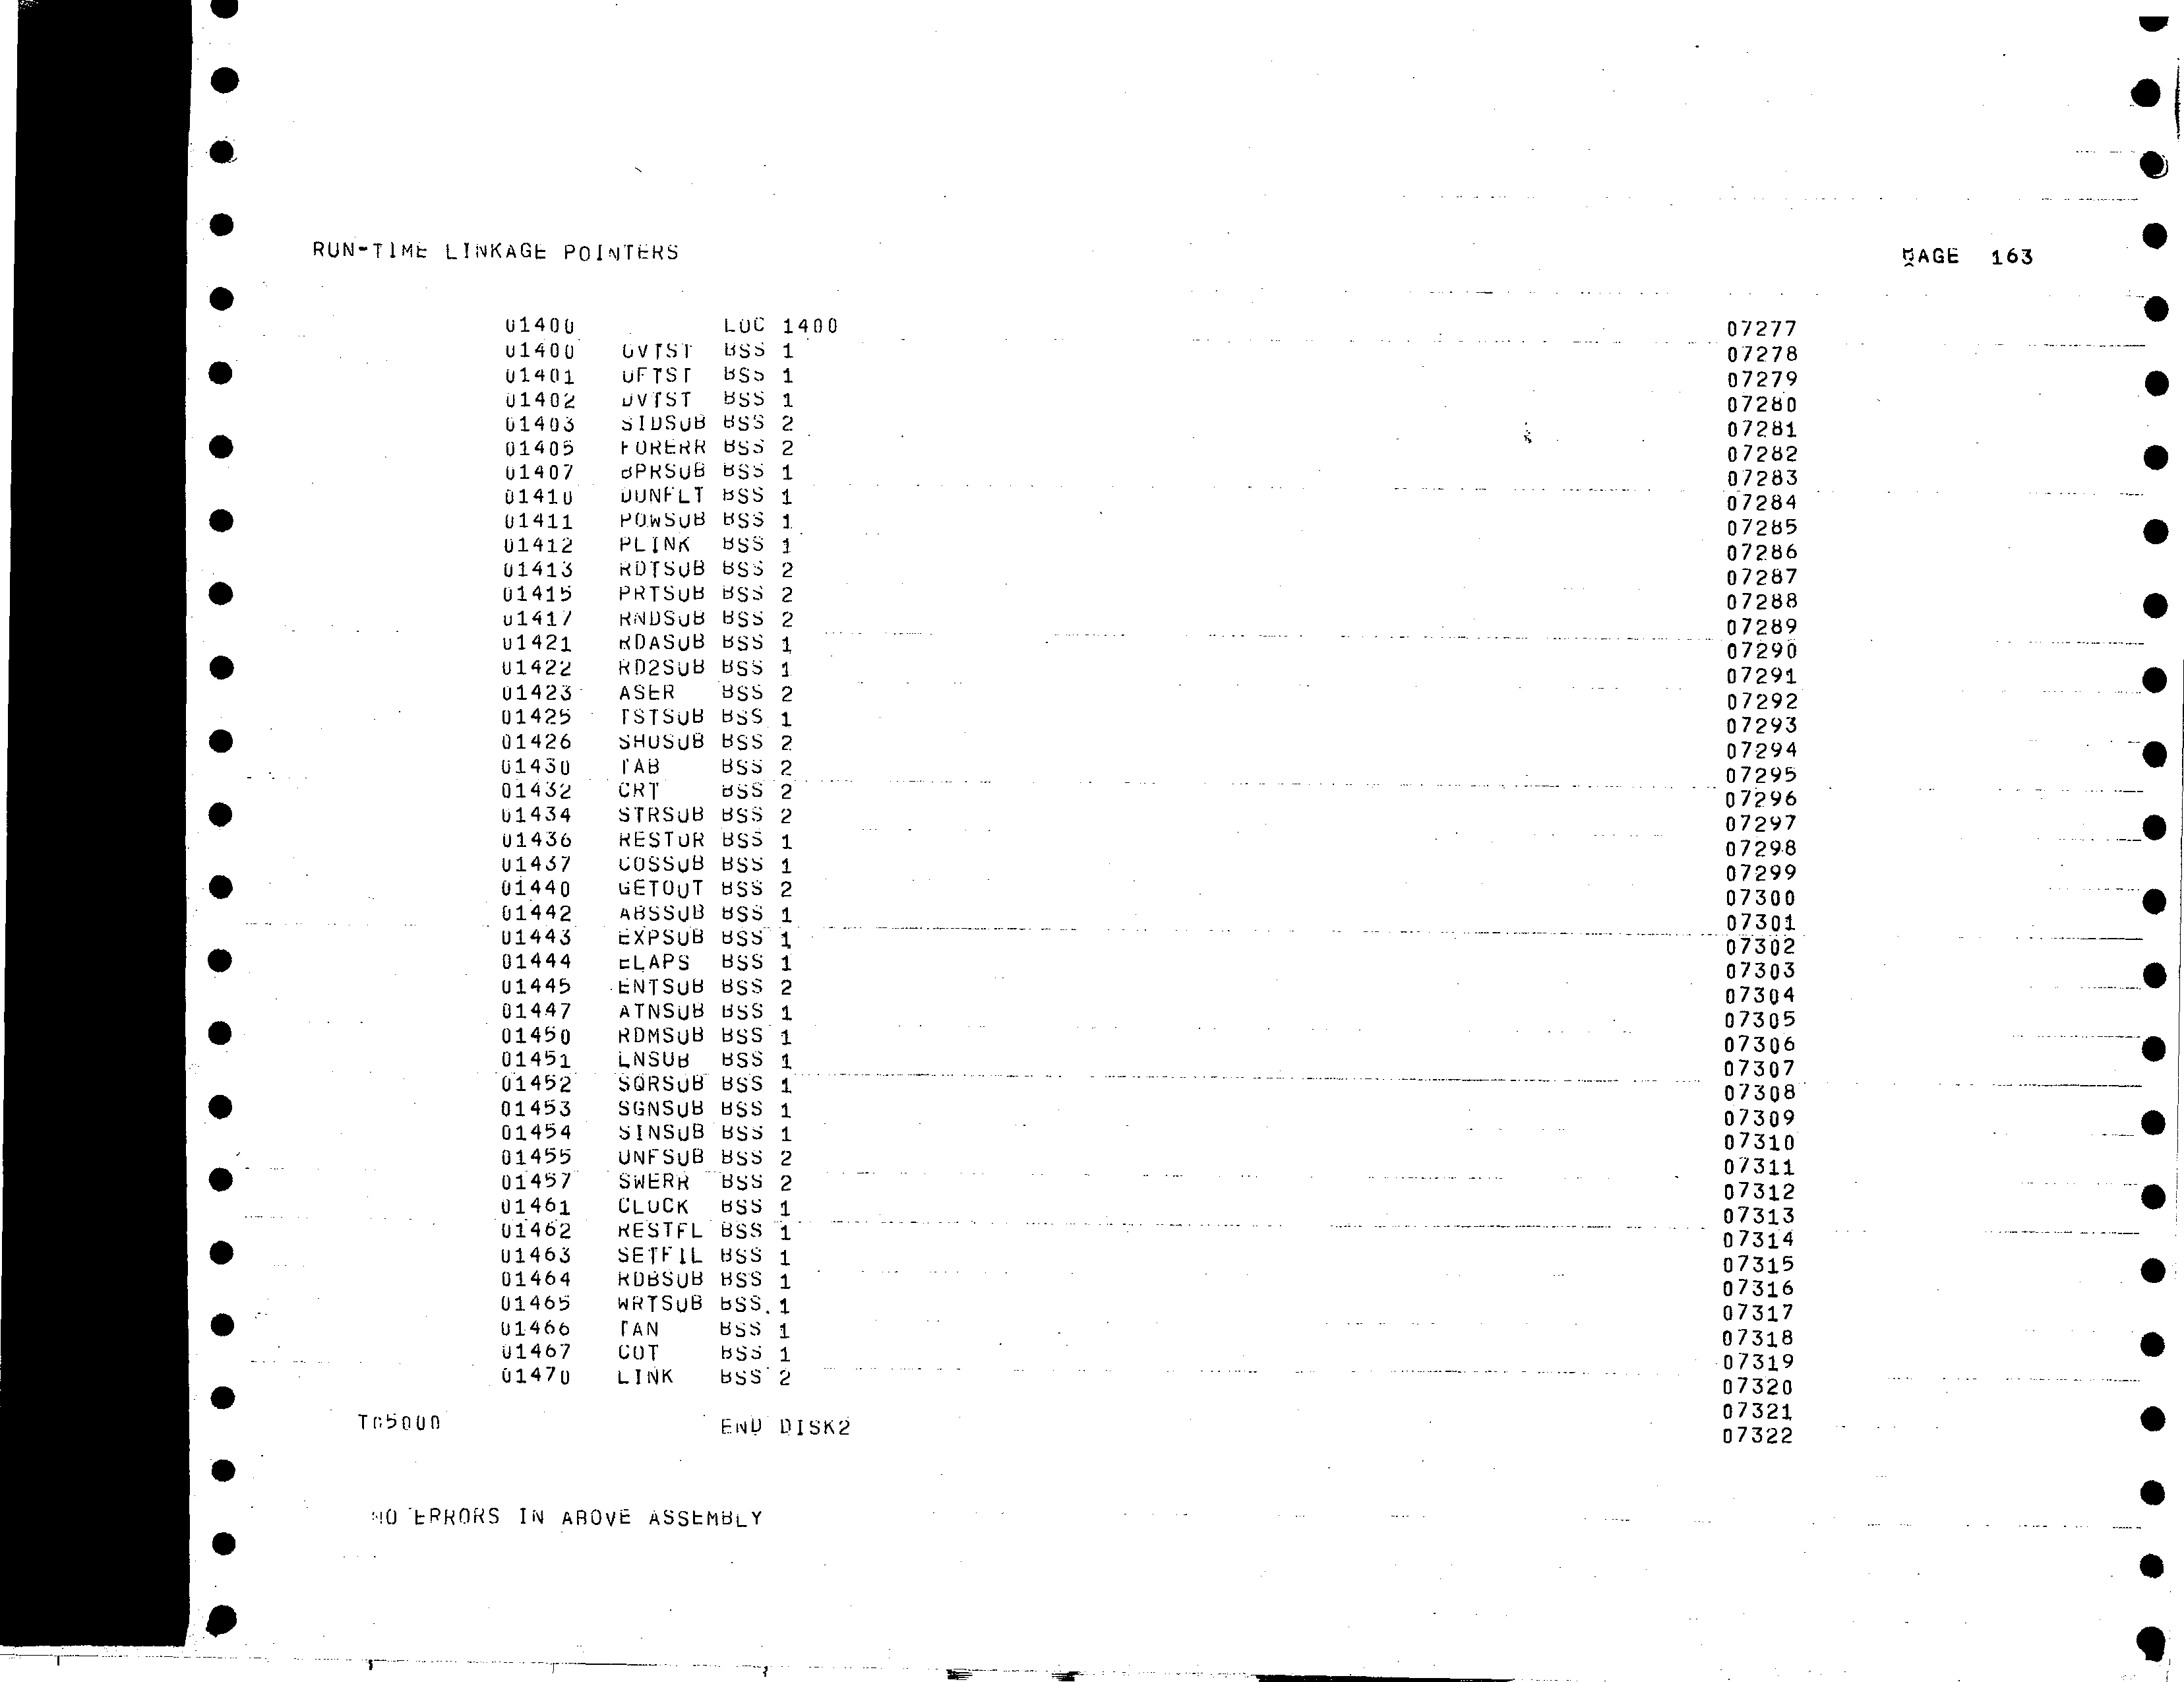 RUN-TIME LINKAGE POINTERS PAGE 163
01400 LOC 1400 07277
01400 OVTST BSS 1 07278
01401 UFTST BSS 1 07279
01402 DVTST BSS 1 07280
01403 SIDSUB BSS 2 07281
01405 FORERR BSS 2 07282
01407 BPRSUB BSS 1 07283
01410 DUNFLT BSS 1 07284
01411 POWSUB BSS 1 07285
01412 PLINK BSS 1 07286
01413 RDTSUB BSS 2 07287
01415 PRTSUB BSS 2 07288
01417 RNDSUB BSS 2 07289
01421 RDASUB BSS 1 07290
01422 RD2SUB BSS 1 07291
01423 ASER BSS 2 07292
01425 TSTSUB BSS 1 07293
01426 SHOSUB BSS 2 07294
01430 TAB BSS 2 07295
01432 CRT BSS 2 07296
01434 STRSUB BSS 2 07297
01436 RESTOR BSS 1 07298
01437 COSSUB BSS 1 07299
01440 GETOUT BSS 2 07300
01442 ABSSUB BSS 1 07301
01443 EXPSUB BSS 1 07302
01444 ELAPS BSS 1 07303
01445 ENTSUB BSS 2 07304
01447 ATNSUB BSS 1 07305
01450 RDMSUB BSS 1 07306
01451 LNSUB BSS 1 07307
01452 SQRSUB BSS 1 07308
01453 SGNSUB BSS 1 07309
01454 SINSUB BSS 1 07310
01455 UNFSUB BSS 2 07311
01457 SWERR BSS 2 07312
01461 CLOCK BSS 1 07313
01462 RESTFL BSS 1 07314
01463 SETFIL BSS 1 07315
01464 RDBSUB BSS 1 07316
01465 WRTSUB BSS 1 07317
01466 TAN BSS 1 07318
01467 COT BSS 1 07319
01470 LINK BSS 2 07320
07321
T05000 END DISK2 07322
NO ERRORS IN ABOVE ASSEMBLY